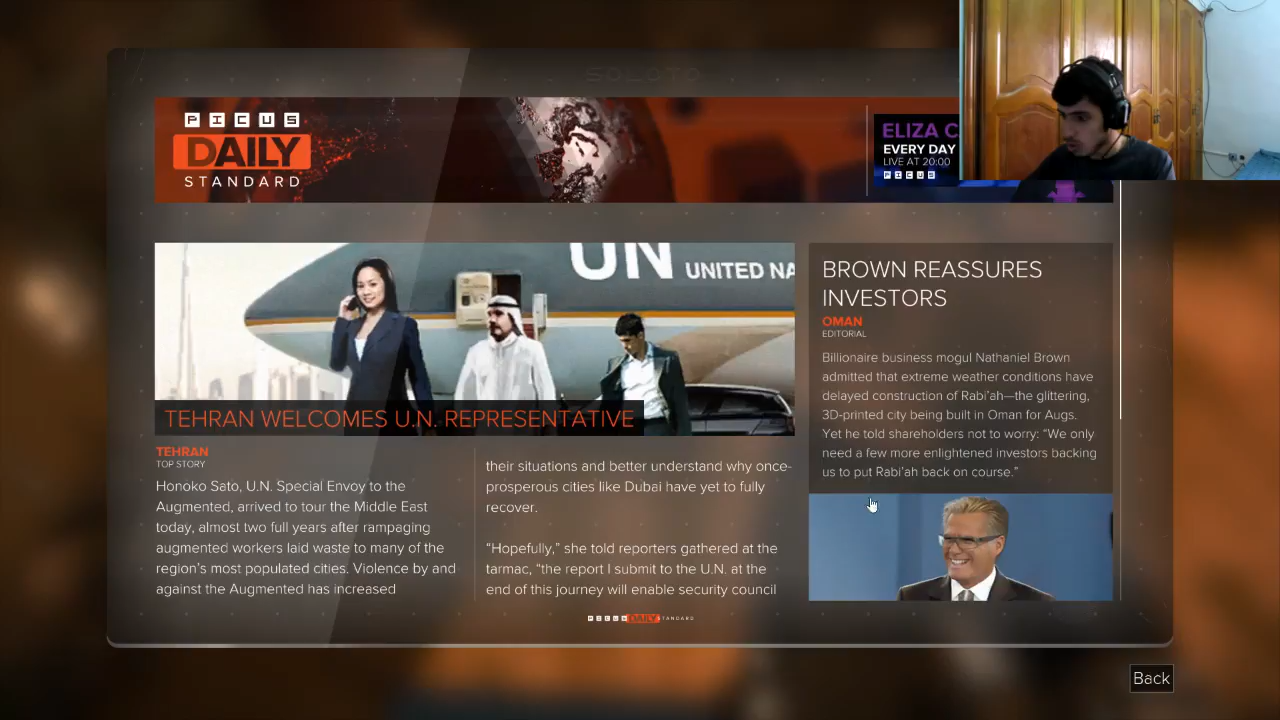 SOLOTO
PICUS
DAILY
STANDARD
ELIZA C
EVERY DAY
LIVE AT 20:00
PICUS
UN UNITED NA
TEHRAN WELCOMES U.N. REPRESENTATIVE
TEHRAN
TOP STORY
Honoko Sato, U.N. Special Envoy to the
Augmented, arrived to tour the Middle East
today, almost two full years after rampaging
augmented workers laid waste to many of the
region's most populated cities. Violence by and
against the Augmented has increased
their situations and better understand why once-
prosperous cities like Dubai have yet to fully
recover.
“Hopefully,” she told reporters gathered at the
tarmac, “the report I submit to the U.N. at the
end of this journey will enable security council
BROWN REASSURES
INVESTORS
OMAN
EDITORIAL
Billionaire business mogul Nathaniel Brown
admitted that extreme weather conditions have
delayed construction of Rabi'ah—the glittering,
3D-printed city being built in Oman for Augs.
Yet he told shareholders not to worry: “We only
need a few more enlightened investors backing
us to put Rabi'ah back on course.”
PICUS DAILY STANDARD
Back